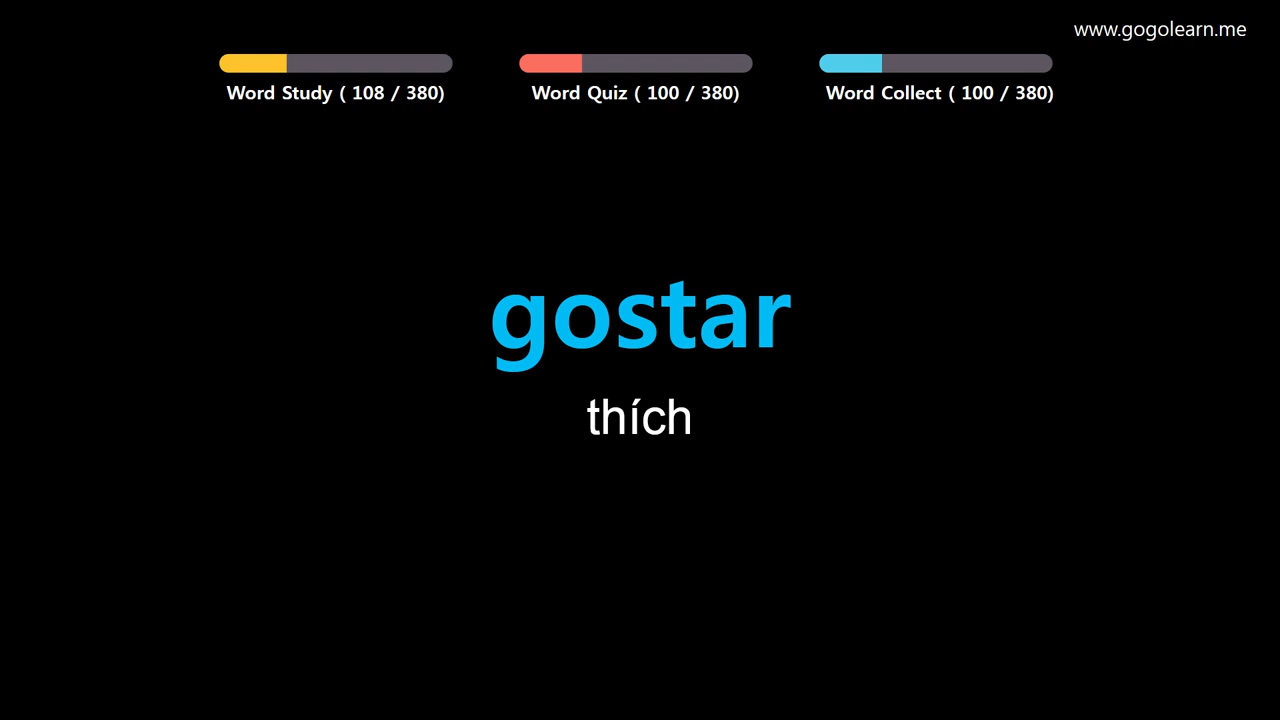 www.gogolearn.me
Word Study ( 108 / 380)
Word Quiz ( 100 / 380)
Word Collect ( 100 / 380)
gostar
thích